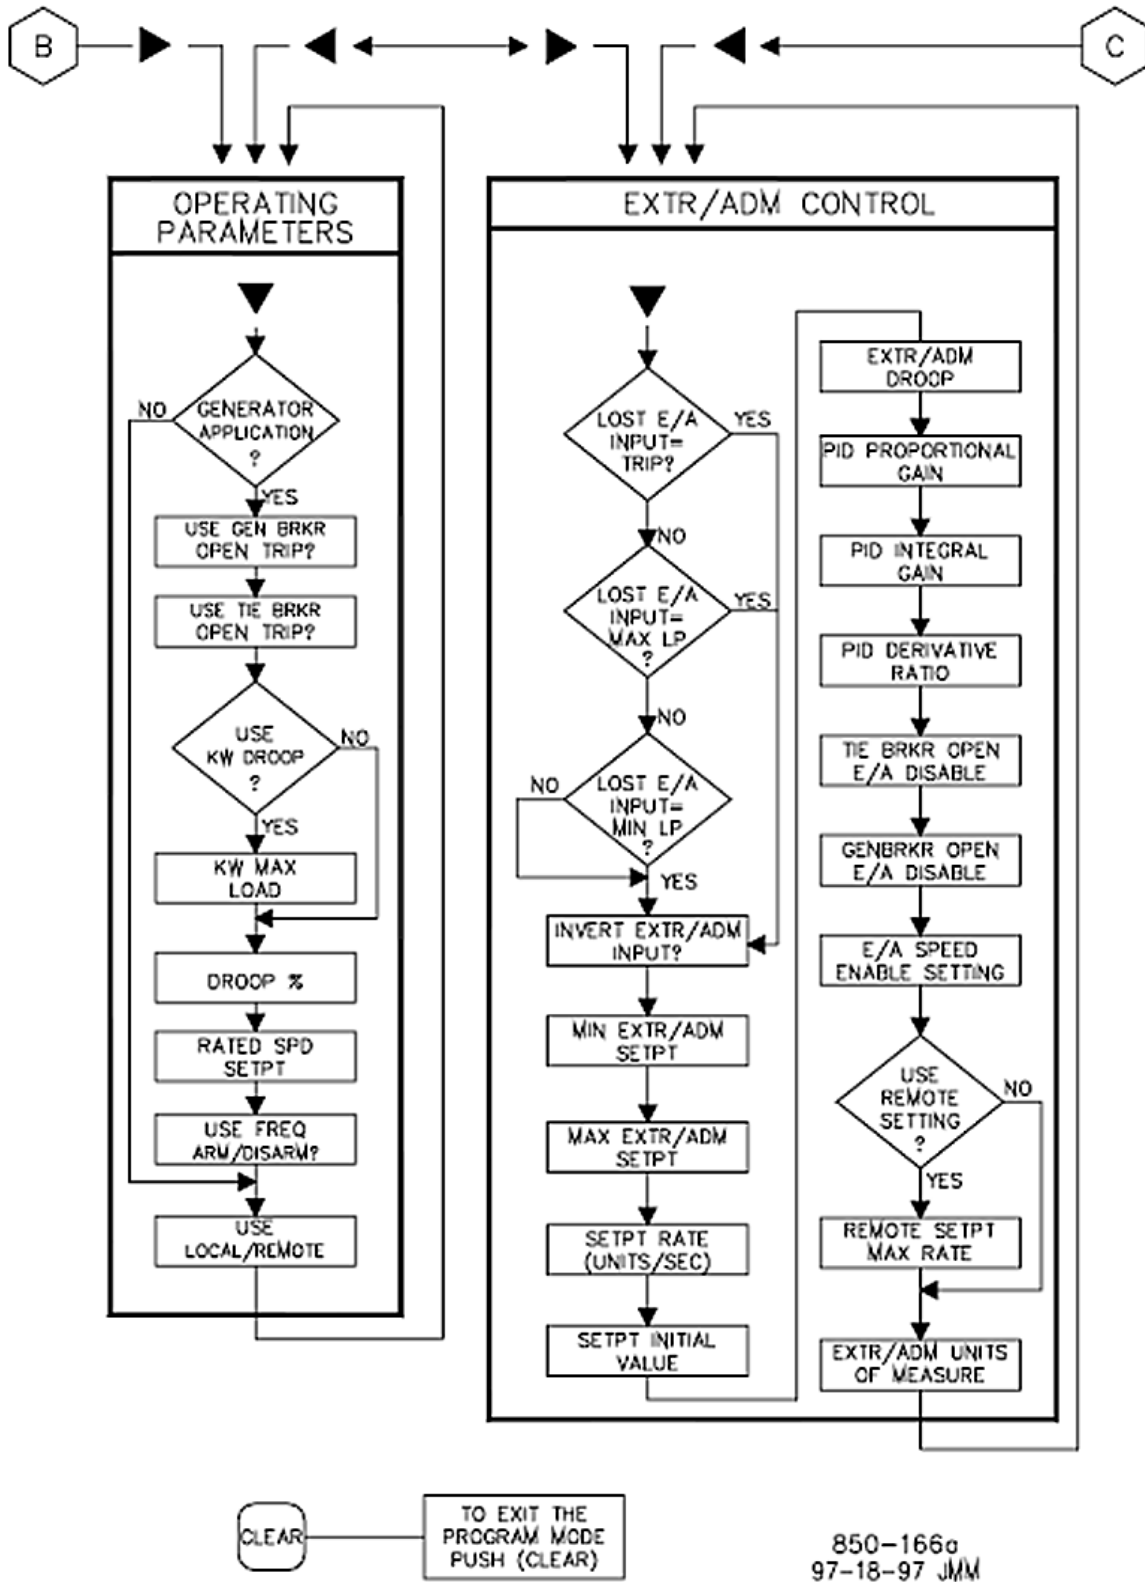 B
C
OPERATING
PARAMETERS
GENERATOR
APPLICATION
?
NO
YES
USE GEN BRKR
OPEN TRIP?
USE TIE BRKR
OPEN TRIP?
USE
KW DROOP
?
NO
YES
KW MAX
LOAD
DROOP %
RATED SPD
SETPT
USE FREQ
ARM/DISARM?
USE
LOCAL/REMOTE
EXTR/ADM CONTROL
LOST E/A
INPUT=
TRIP?
YES
NO
LOST E/A
INPUT=
MAX LP
?
YES
NO
LOST E/A
INPUT=
MIN LP
?
NO
YES
INVERT EXTR/ADM
INPUT?
MIN EXTR/ADM
SETPT
MAX EXTR/ADM
SETPT
SETPT RATE
(UNITS/SEC)
SETPT INITIAL
VALUE
EXTR/ADM
DROOP
PID PROPORTIONAL
GAIN
PID INTEGRAL
GAIN
PID DERIVATIVE
RATIO
TIE BRKR OPEN
E/A DISABLE
GENBRKR OPEN
E/A DISABLE
E/A SPEED
ENABLE SETTING
USE
REMOTE
SETTING
?
NO
YES
REMOTE SETPT
MAX RATE
EXTR/ADM UNITS
OF MEASURE
CLEAR
TO EXIT THE
PROGRAM MODE
PUSH (CLEAR)
850-166a
97-18-97 JMM